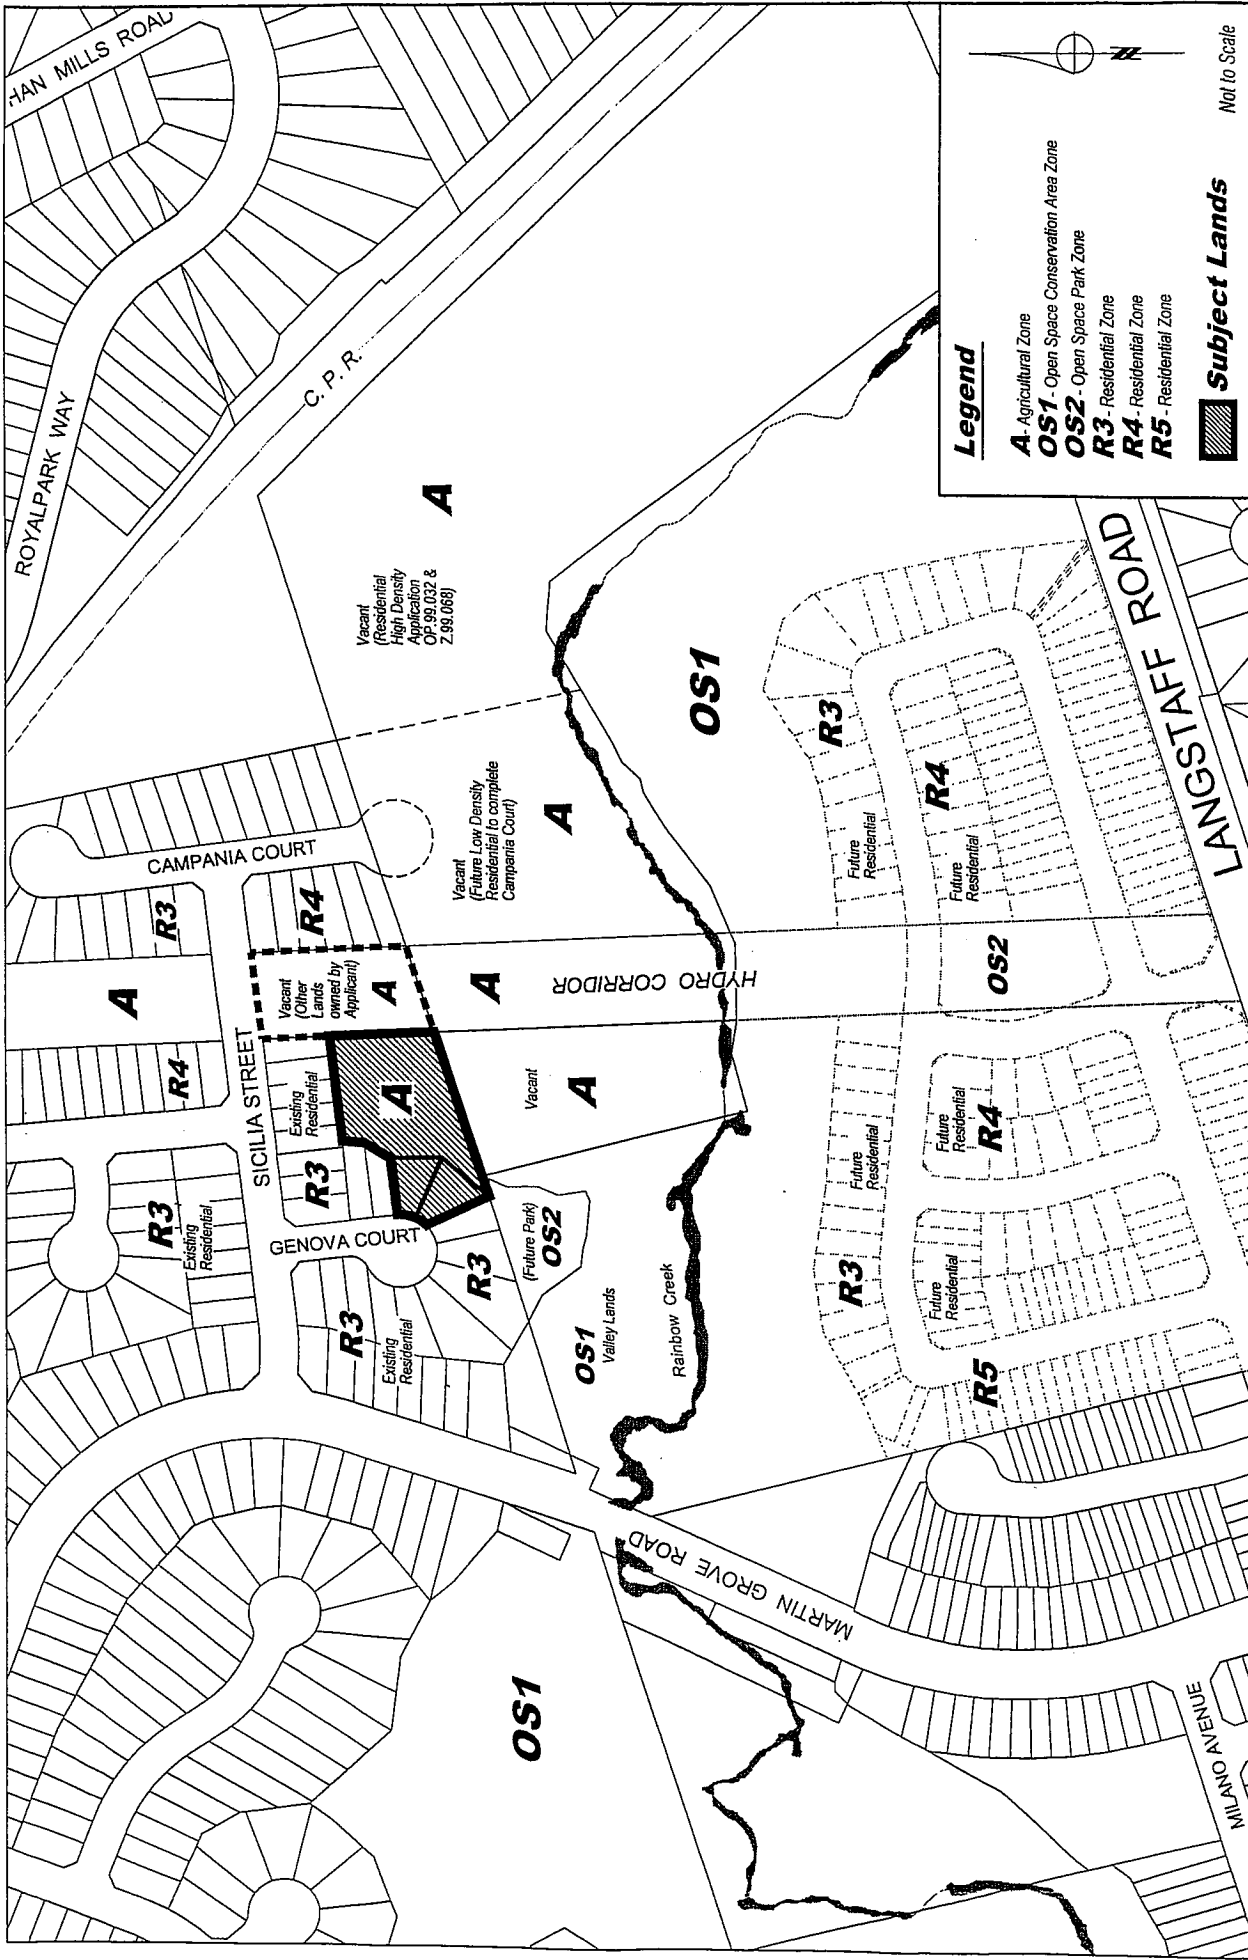 HAN MILLS ROAD
ROYALPARK WAY
C. P. R.
Vacant
(Residential
High Density
Application
OP.99.032 &
Z.99.068)
A
CAMPANIA COURT
R3
R4
A
Vacant
(Future Low Density
Residential to complete
Campania Court)
A
Vacant
(Other
Lands
owned by
Applicant)
A
A
HYDRO CORRIDOR
SICILIA STREET
R4
Existing
Residential
A
R3
Vacant
A
R3
Existing
Residential
GENOVA COURT
R3
Existing
Residential
R3
(Future Park)
OS2
OS1
Valley Lands
Rainbow Creek
OS1
R3
Future
Residential
R4
Future
Residential
OS2
Future
Residential
R3
Future
Residential
R4
Future
Residential
R5
LANGSTAFF ROAD
MARTIN GROVE ROAD
OS1
MILANO AVENUE
Legend
A - Agricultural Zone
OS1 - Open Space Conservation Area Zone
OS2 - Open Space Park Zone
R3 - Residential Zone
R4 - Residential Zone
R5 - Residential Zone
Subject Lands
N
Not to Scale